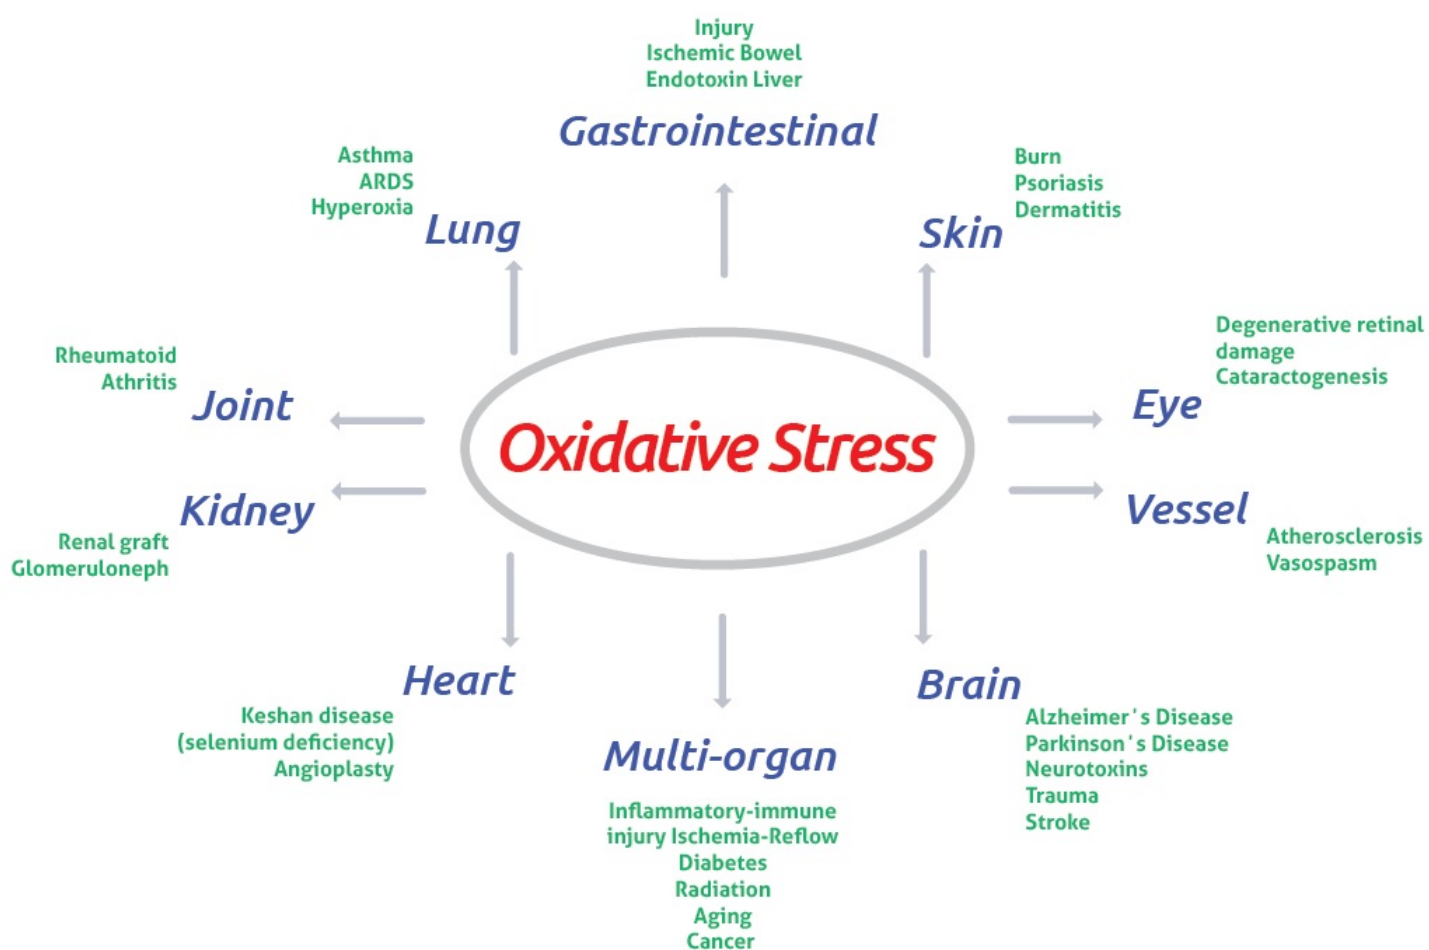 Injury
Ischemic Bowel
Endotoxin Liver
Gastrointestinal
Asthma
ARDS
Hyperoxia
Lung
Burn
Psoriasis
Dermatitis
Skin
Rheumatoid
Athritis
Joint
Degenerative retinal
damage
Cataractogenesis
Eye
Oxidative Stress
Kidney
Renal graft
Glomeruloneph
Vessel
Atherosclerosis
Vasospasm
Heart
Keshan disease
(selenium deficiency)
Angioplasty
Multi-organ
Inflammatory-immune
injury Ischemia-Reflow
Diabetes
Radiation
Aging
Cancer
Brain
Alzheimer's Disease
Parkinson's Disease
Neurotoxins
Trauma
Stroke